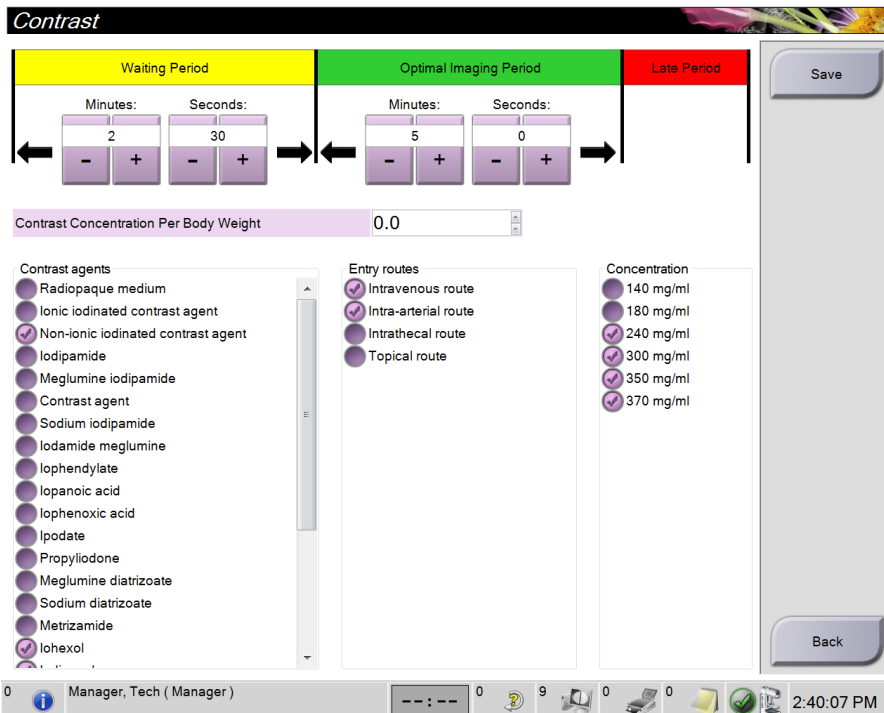 Contrast
Waiting Period
Optimal Imaging Period
Late Period
Save
Minutes:
Seconds:
Minutes:
Seconds:
2
30
5
0
- + - + - + - +
Contrast Concentration Per Body Weight
0.0
Contrast agents
Radiopaque medium
Ionic iodinated contrast agent
Non-ionic iodinated contrast agent
Iodipamide
Meglumine iodipamide
Contrast agent
Sodium iodipamide
Iodamide meglumine
Iophendylate
Iopanoic acid
Iophenoxic acid
Ipodate
Propyliodone
Meglumine diatrizoate
Sodium diatrizoate
Metrizamide
Iohexol
Entry routes
Intravenous route
Intra-arterial route
Intrathecal route
Topical route
Concentration
140 mg/ml
180 mg/ml
240 mg/ml
300 mg/ml
350 mg/ml
370 mg/ml
Back
0
Manager, Tech ( Manager )
--:--
0
9
0
0
2:40:07 PM